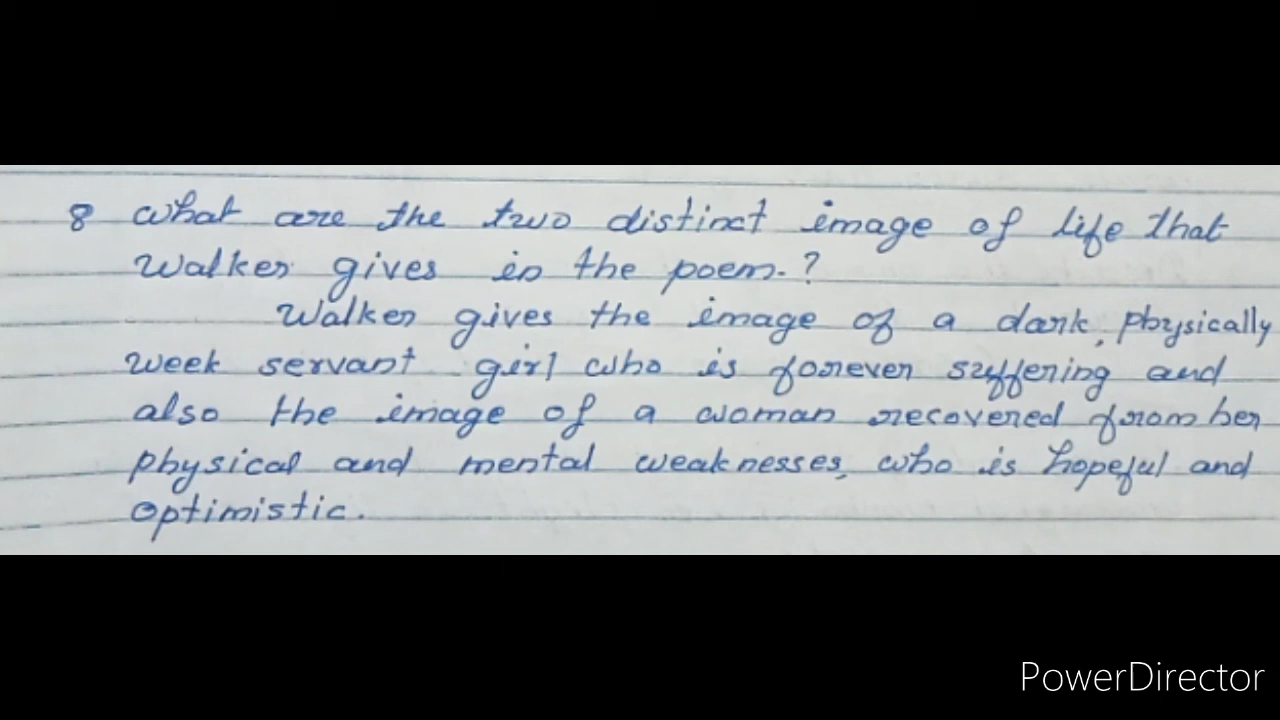 8 What are the two distinct image of life that
Walker gives in the poem.?
Walker gives the image of a dark, physically
week servant girl who is forever suffering and
also the image of a woman recovered from her
physical and mental weaknesses, who is hopeful and
optimistic.
PowerDirector